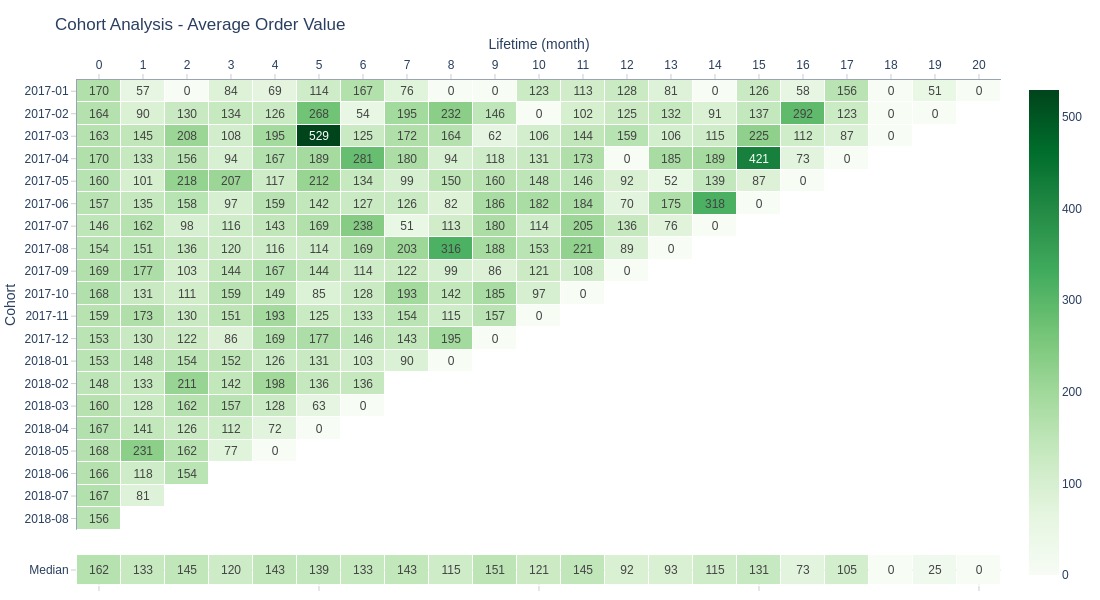 Cohort Analysis - Average Order Value
Lifetime (month)
0 1 2 3 4 5 6 7 8 9 10 11 12 13 14 15 16 17 18 19 20
2017-01 170 57 0 84 69 114 167 76 0 0 123 113 128 81 0 126 58 156 0 51 0
2017-02 164 90 130 134 126 268 54 195 232 146 0 102 125 132 91 137 292 123 0 0
2017-03 163 145 208 108 195 529 125 172 164 62 106 144 159 106 115 225 112 87 0
2017-04 170 133 156 94 167 189 281 180 94 118 131 173 0 185 189 421 73 0
2017-05 160 101 218 207 117 212 134 99 150 160 148 146 92 52 139 87 0
2017-06 157 135 158 97 159 142 127 126 82 186 182 184 70 175 318 0
2017-07 146 162 98 116 143 169 238 51 113 180 114 205 136 76 0
2017-08 154 151 136 120 116 114 169 203 316 188 153 221 89 0
2017-09 169 177 103 144 167 144 114 122 99 86 121 108 0
2017-10 168 131 111 159 149 85 128 193 142 185 97 0
2017-11 159 173 130 151 193 125 133 154 115 157 0
2017-12 153 130 122 86 169 177 146 143 195 0
2018-01 153 148 154 152 126 131 103 90 0
2018-02 148 133 211 142 198 136 136
2018-03 160 128 162 157 128 63 0
2018-04 167 141 126 112 72 0
2018-05 168 231 162 77 0
2018-06 166 118 154
2018-07 167 81
2018-08 156
Cohort
Median 162 133 145 120 143 139 133 143 115 151 121 145 92 93 115 131 73 105 0 25 0
500
400
300
200
100
0